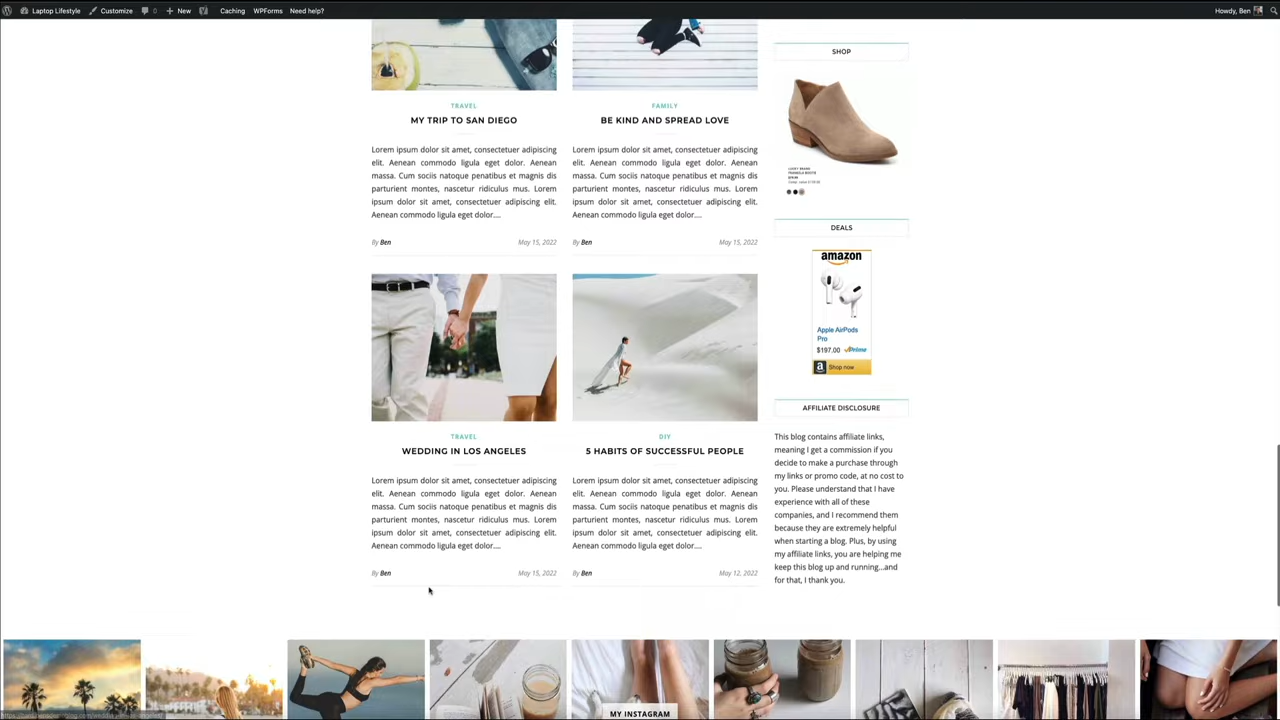 Laptop Lifestyle
Customize
0
New
Caching
WPForms
Need help?
Howdy, Ben
TRAVEL
MY TRIP TO SAN DIEGO
Lorem ipsum dolor sit amet, consectetuer adipiscing
elit. Aenean commodo ligula eget dolor. Aenean
massa. Cum sociis natoque penatibus et magnis dis
parturient montes, nascetur ridiculus mus. Lorem
ipsum dolor sit amet, consectetuer adipiscing elit.
Aenean commodo ligula eget dolor....
By Ben
May 15, 2022
FAMILY
BE KIND AND SPREAD LOVE
Lorem ipsum dolor sit amet, consectetuer adipiscing
elit. Aenean commodo ligula eget dolor. Aenean
massa. Cum sociis natoque penatibus et magnis dis
parturient montes, nascetur ridiculus mus. Lorem
ipsum dolor sit amet, consectetuer adipiscing elit.
Aenean commodo ligula eget dolor....
By Ben
May 15, 2022
TRAVEL
WEDDING IN LOS ANGELES
Lorem ipsum dolor sit amet, consectetuer adipiscing
elit. Aenean commodo ligula eget dolor. Aenean
massa. Cum sociis natoque penatibus et magnis dis
parturient montes, nascetur ridiculus mus. Lorem
ipsum dolor sit amet, consectetuer adipiscing elit.
Aenean commodo ligula eget dolor....
By Ben
May 15, 2022
DIY
5 HABITS OF SUCCESSFUL PEOPLE
Lorem ipsum dolor sit amet, consectetuer adipiscing
elit. Aenean commodo ligula eget dolor. Aenean
massa. Cum sociis natoque penatibus et magnis dis
parturient montes, nascetur ridiculus mus. Lorem
ipsum dolor sit amet, consectetuer adipiscing elit.
Aenean commodo ligula eget dolor....
By Ben
May 12, 2022
SHOP
LUCKY BRAND
DEALS
amazon
Apple AirPods
Pro
$197.00 Prime
a Shop now
AFFILIATE DISCLOSURE
This blog contains affiliate links,
meaning I get a commission if you
decide to make a purchase through
my links or promo code, at no cost to
you. Please understand that I have
experience with all of these
companies, and I recommend them
because they are extremely helpful
when starting a blog. Plus, by using
my affiliate links, you are helping me
keep this blog up and running...and
for that, I thank you.
MY INSTAGRAM